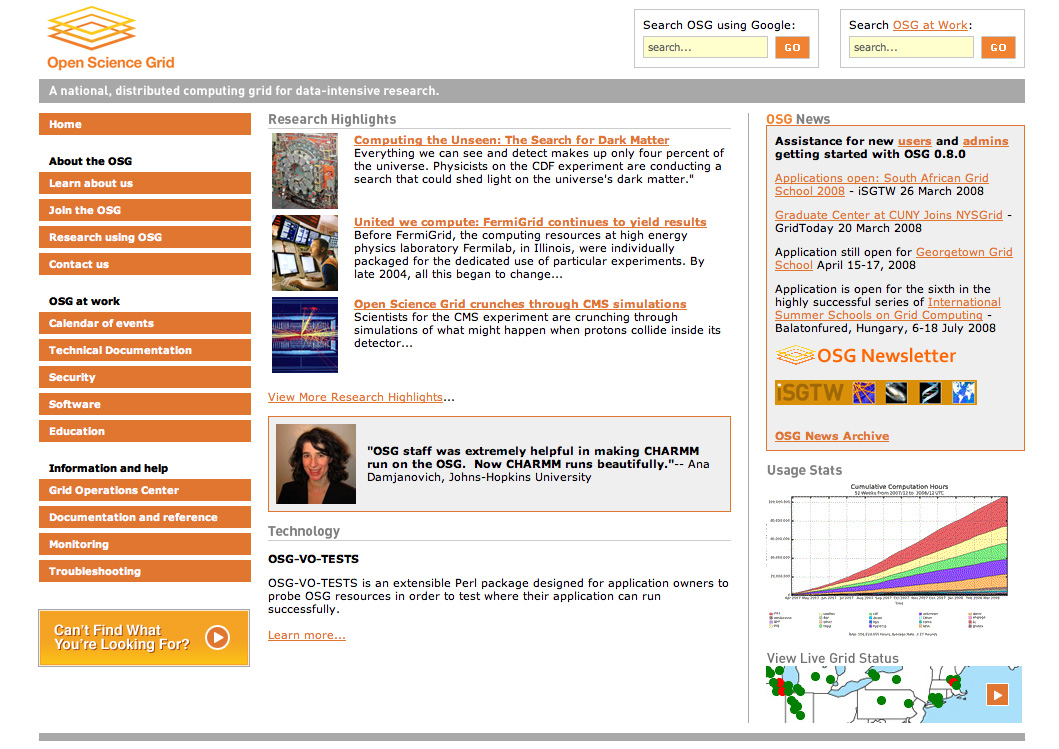 Open Science Grid
Search OSG using Google:
search...
GO
Search OSG at Work:
search...
GO
A national, distributed computing grid for data-intensive research.
Home
About the OSG
Learn about us
Join the OSG
Research using OSG
Contact us
OSG at work
Calendar of events
Technical Documentation
Security
Software
Education
Information and help
Grid Operations Center
Documentation and reference
Monitoring
Troubleshooting
Can't Find What
You're Looking For?
Research Highlights
Computing the Unseen: The Search for Dark Matter
Everything we can see and detect makes up only four percent of
the universe. Physicists on the CDF experiment are conducting a
search that could shed light on the universe's dark matter."
United we compute: FermiGrid continues to yield results
Before FermiGrid, the computing resources at high energy
physics laboratory Fermilab, in Illinois, were individually
packaged for the dedicated use of particular experiments. By
late 2004, all this began to change...
Open Science Grid crunches through CMS simulations
Scientists for the CMS experiment are crunching through
simulations of what might happen when protons collide inside its
detector...
View More Research Highlights...
"OSG staff was extremely helpful in making CHARMM
run on the OSG.  Now CHARMM runs beautifully."-- Ana
Damjanovich, Johns-Hopkins University
Technology
OSG-VO-TESTS
OSG-VO-TESTS is an extensible Perl package designed for application owners to
probe OSG resources in order to test where their application can run
successfully.
Learn more...
OSG News
Assistance for new users and admins
getting started with OSG 0.8.0
Applications open: South African Grid
School 2008 - iSGTW 26 March 2008
Graduate Center at CUNY Joins NYSGrid -
GridToday 20 March 2008
Application still open for Georgetown Grid
School April 15-17, 2008
Application is open for the sixth in the
highly successful series of International
Summer Schools on Grid Computing -
Balatonfured, Hungary, 6-18 July 2008
OSG Newsletter
iSGTW
OSG News Archive
Usage Stats
Cumulative Computation Hours
View Live Grid Status